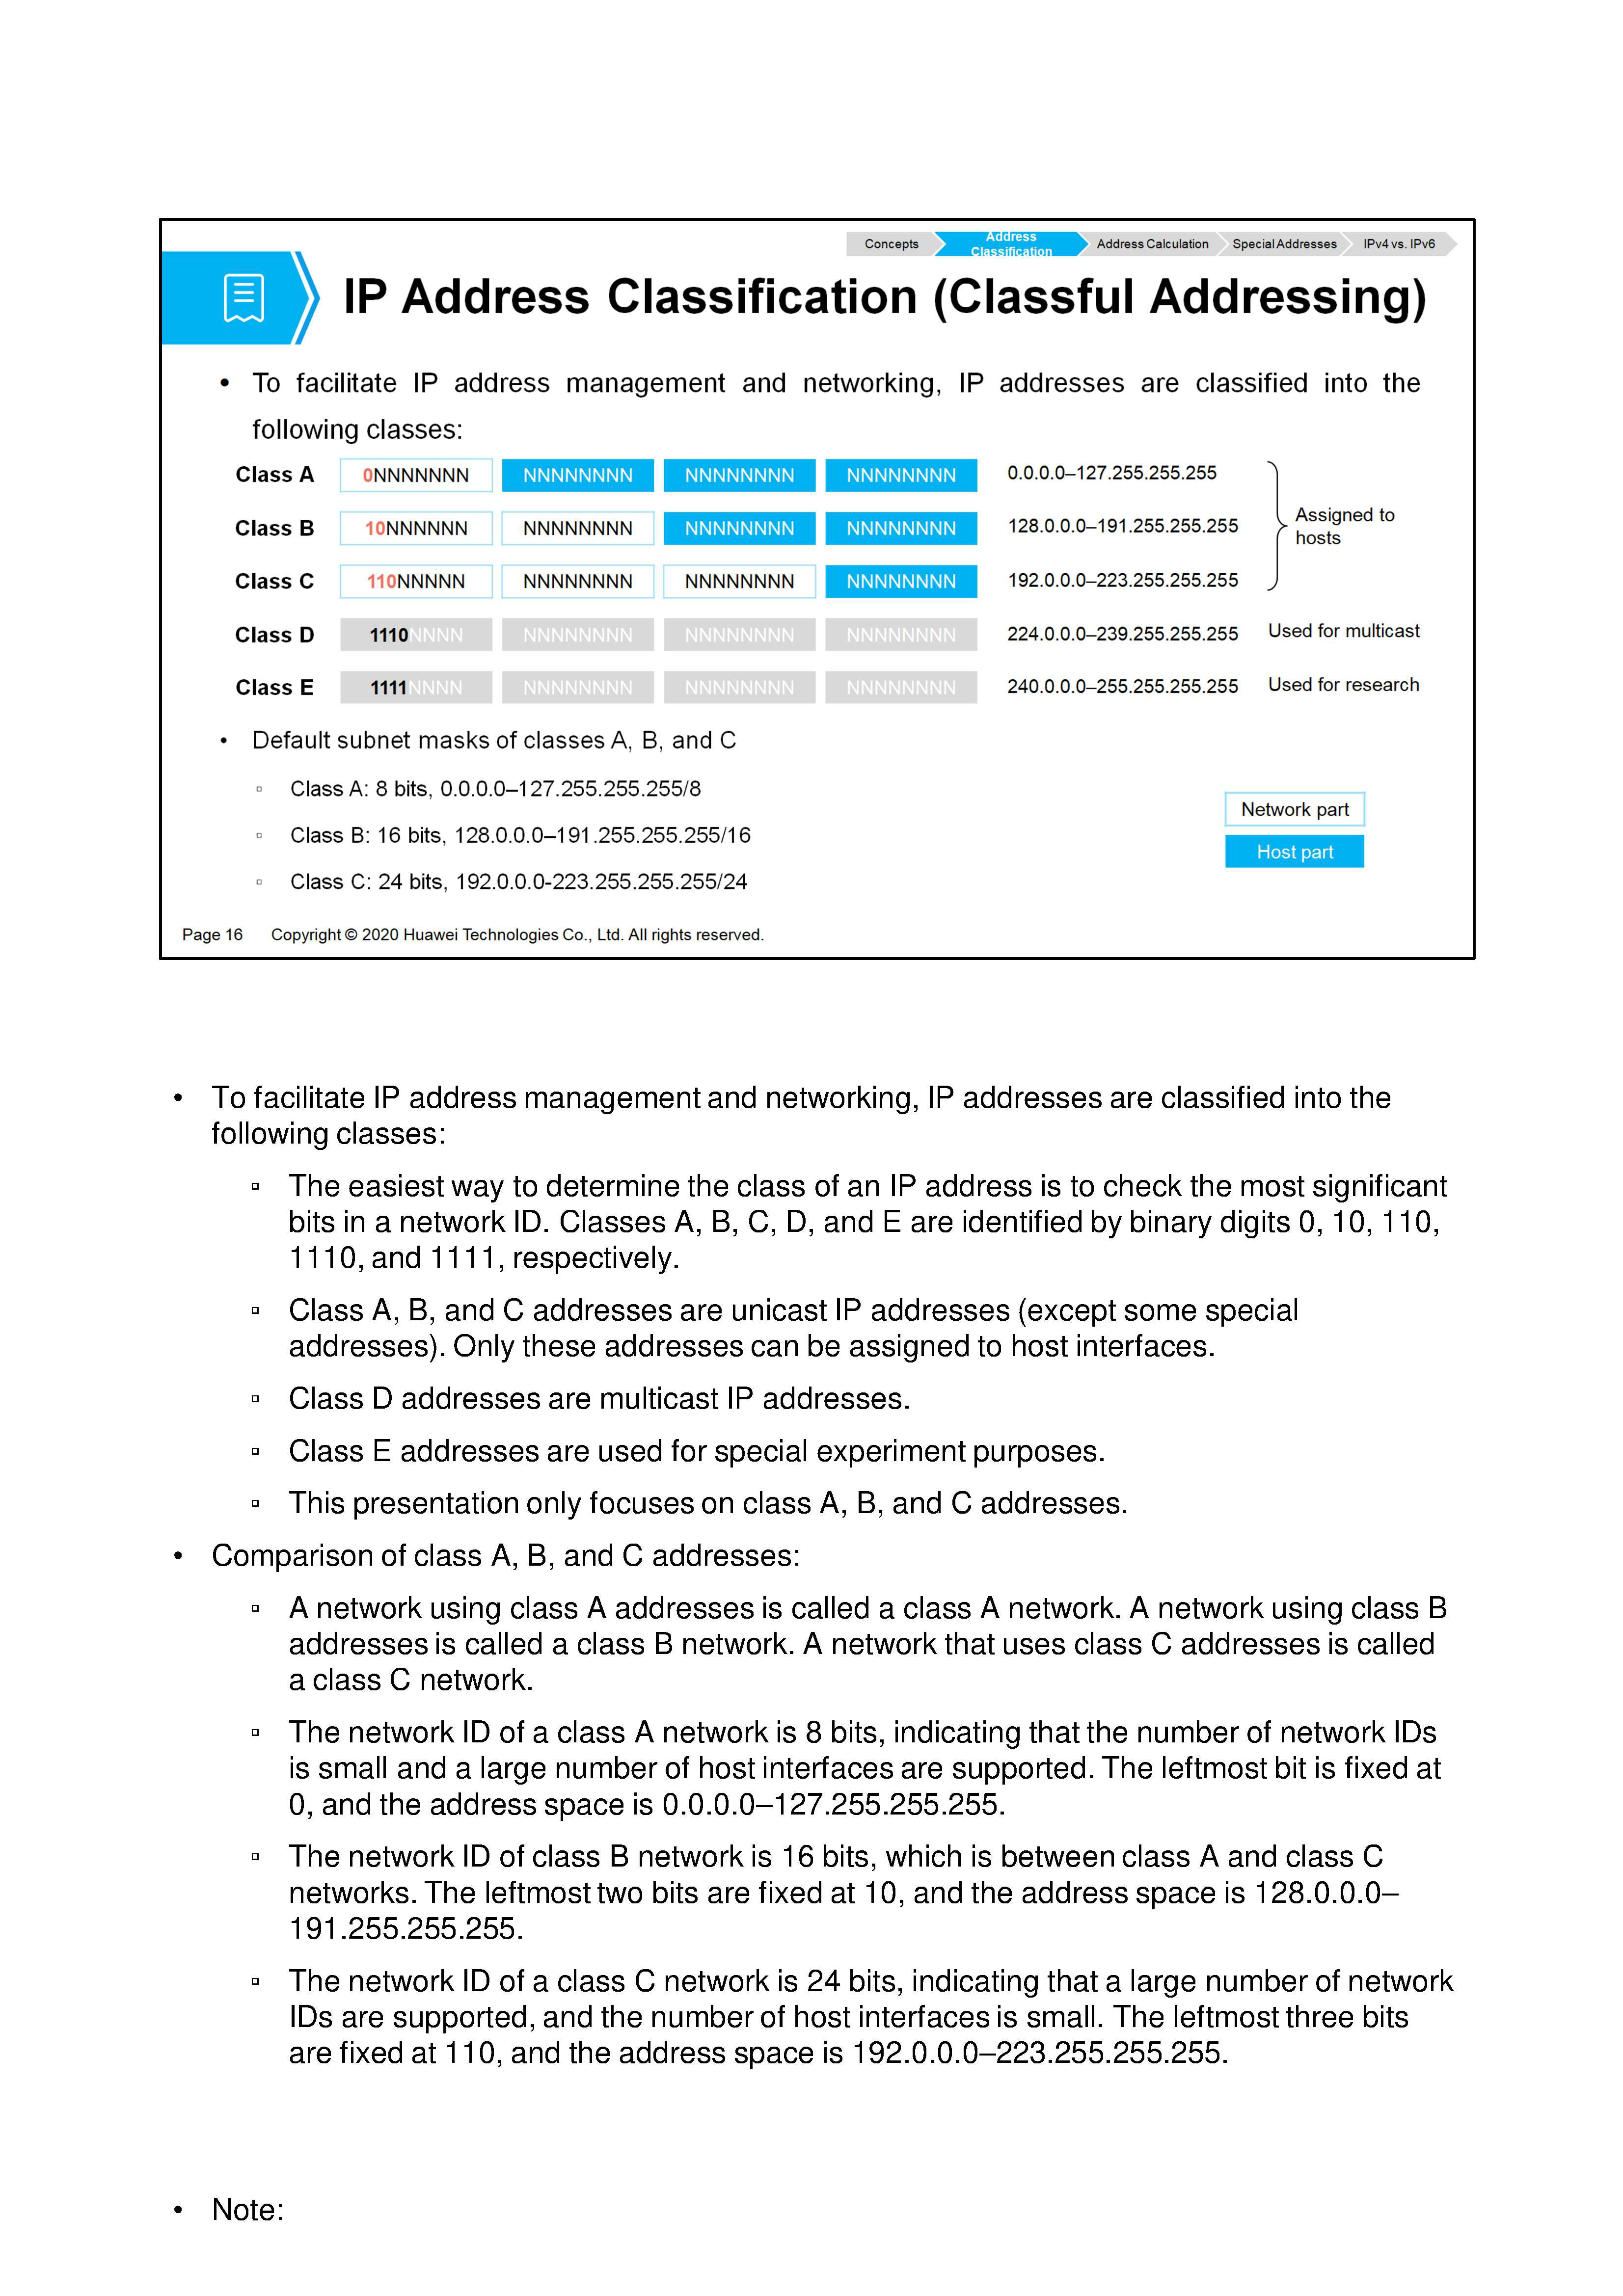 Concepts
Address
Classification
Address Calculation
Special Addresses
IPv4 vs. IPv6
IP Address Classification (Classful Addressing)
• To facilitate IP address management and networking, IP addresses are classified into the
following classes:
Class A 0NNNNNNN NNNNNNNN NNNNNNNN NNNNNNNN 0.0.0.0–127.255.255.255
Class B 10NNNNNN NNNNNNNN NNNNNNNN NNNNNNNN 128.0.0.0–191.255.255.255
Assigned to
hosts
Class C 110NNNNN NNNNNNNN NNNNNNNN NNNNNNNN 192.0.0.0–223.255.255.255
Class D 1110NNNN NNNNNNNN NNNNNNNN NNNNNNNN 224.0.0.0–239.255.255.255 Used for multicast
Class E 1111NNNN NNNNNNNN NNNNNNNN NNNNNNNN 240.0.0.0–255.255.255.255 Used for research
• Default subnet masks of classes A, B, and C
▫ Class A: 8 bits, 0.0.0.0–127.255.255.255/8
▫ Class B: 16 bits, 128.0.0.0–191.255.255.255/16
▫ Class C: 24 bits, 192.0.0.0-223.255.255.255/24
Network part
Host part
Page 16 Copyright © 2020 Huawei Technologies Co., Ltd. All rights reserved.
• To facilitate IP address management and networking, IP addresses are classified into the
following classes:
▫ The easiest way to determine the class of an IP address is to check the most significant
bits in a network ID. Classes A, B, C, D, and E are identified by binary digits 0, 10, 110,
1110, and 1111, respectively.
▫ Class A, B, and C addresses are unicast IP addresses (except some special
addresses). Only these addresses can be assigned to host interfaces.
▫ Class D addresses are multicast IP addresses.
▫ Class E addresses are used for special experiment purposes.
▫ This presentation only focuses on class A, B, and C addresses.
• Comparison of class A, B, and C addresses:
▫ A network using class A addresses is called a class A network. A network using class B
addresses is called a class B network. A network that uses class C addresses is called
a class C network.
▫ The network ID of a class A network is 8 bits, indicating that the number of network IDs
is small and a large number of host interfaces are supported. The leftmost bit is fixed at
0, and the address space is 0.0.0.0–127.255.255.255.
▫ The network ID of class B network is 16 bits, which is between class A and class C
networks. The leftmost two bits are fixed at 10, and the address space is 128.0.0.0–
191.255.255.255.
▫ The network ID of a class C network is 24 bits, indicating that a large number of network
IDs are supported, and the number of host interfaces is small. The leftmost three bits
are fixed at 110, and the address space is 192.0.0.0–223.255.255.255.
• Note: